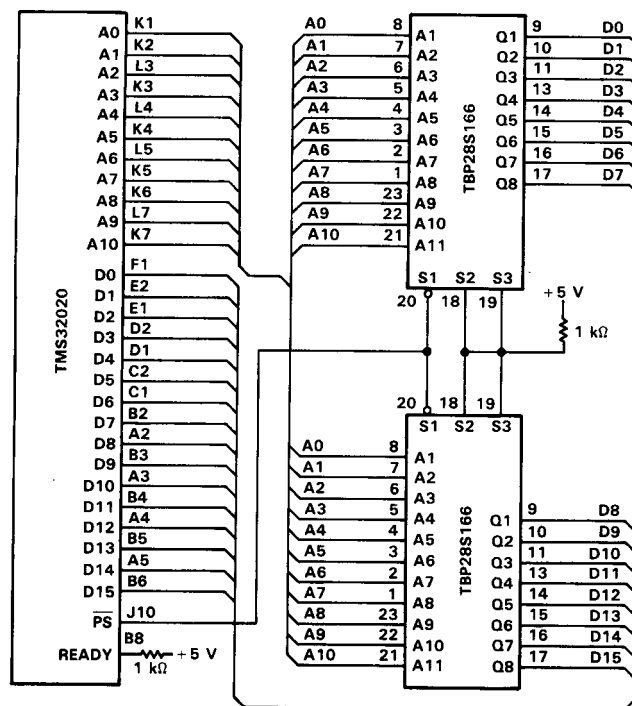 TMS32020
A0 K1
A1 K2
A2 L3
A3 K3
A4 L4
A5 K4
A6 L5
A7 K5
A8 K6
A9 L7
A10 K7
D0 F1
D1 E2
D2 E1
D3 D2
D4 D1
D5 C2
D6 C1
D7 B2
D8 A2
D9 B3
D10 A3
D11 B4
D12 A4
D13 B5
D14 A5
D15 B6
PS J10
READY B8
1 kΩ +5 V
TBP28S166
A0 8 A1 Q1 9 D0
A1 7 A2 Q2 10 D1
A2 6 A3 Q3 11 D2
A3 5 A4 Q4 13 D3
A4 4 A5 Q5 14 D4
A5 3 A6 Q6 15 D5
A6 2 A7 Q7 16 D6
A7 1 A8 Q8 17 D7
A8 23 A9
A9 22 A10
A10 21 A11
S1 S2 S3
20 18 19
+5 V
1 kΩ
20 18 19
S1 S2 S3
TBP28S166
A0 8 A1
A1 7 A2
A2 6 A3
A3 5 A4 Q1 9 D8
A4 4 A5 Q2 10 D9
A5 3 A6 Q3 11 D10
A6 2 A7 Q4 13 D11
A7 1 A8 Q5 14 D12
A8 23 A9 Q6 15 D13
A9 22 A10 Q7 16 D14
A10 21 A11 Q8 17 D15